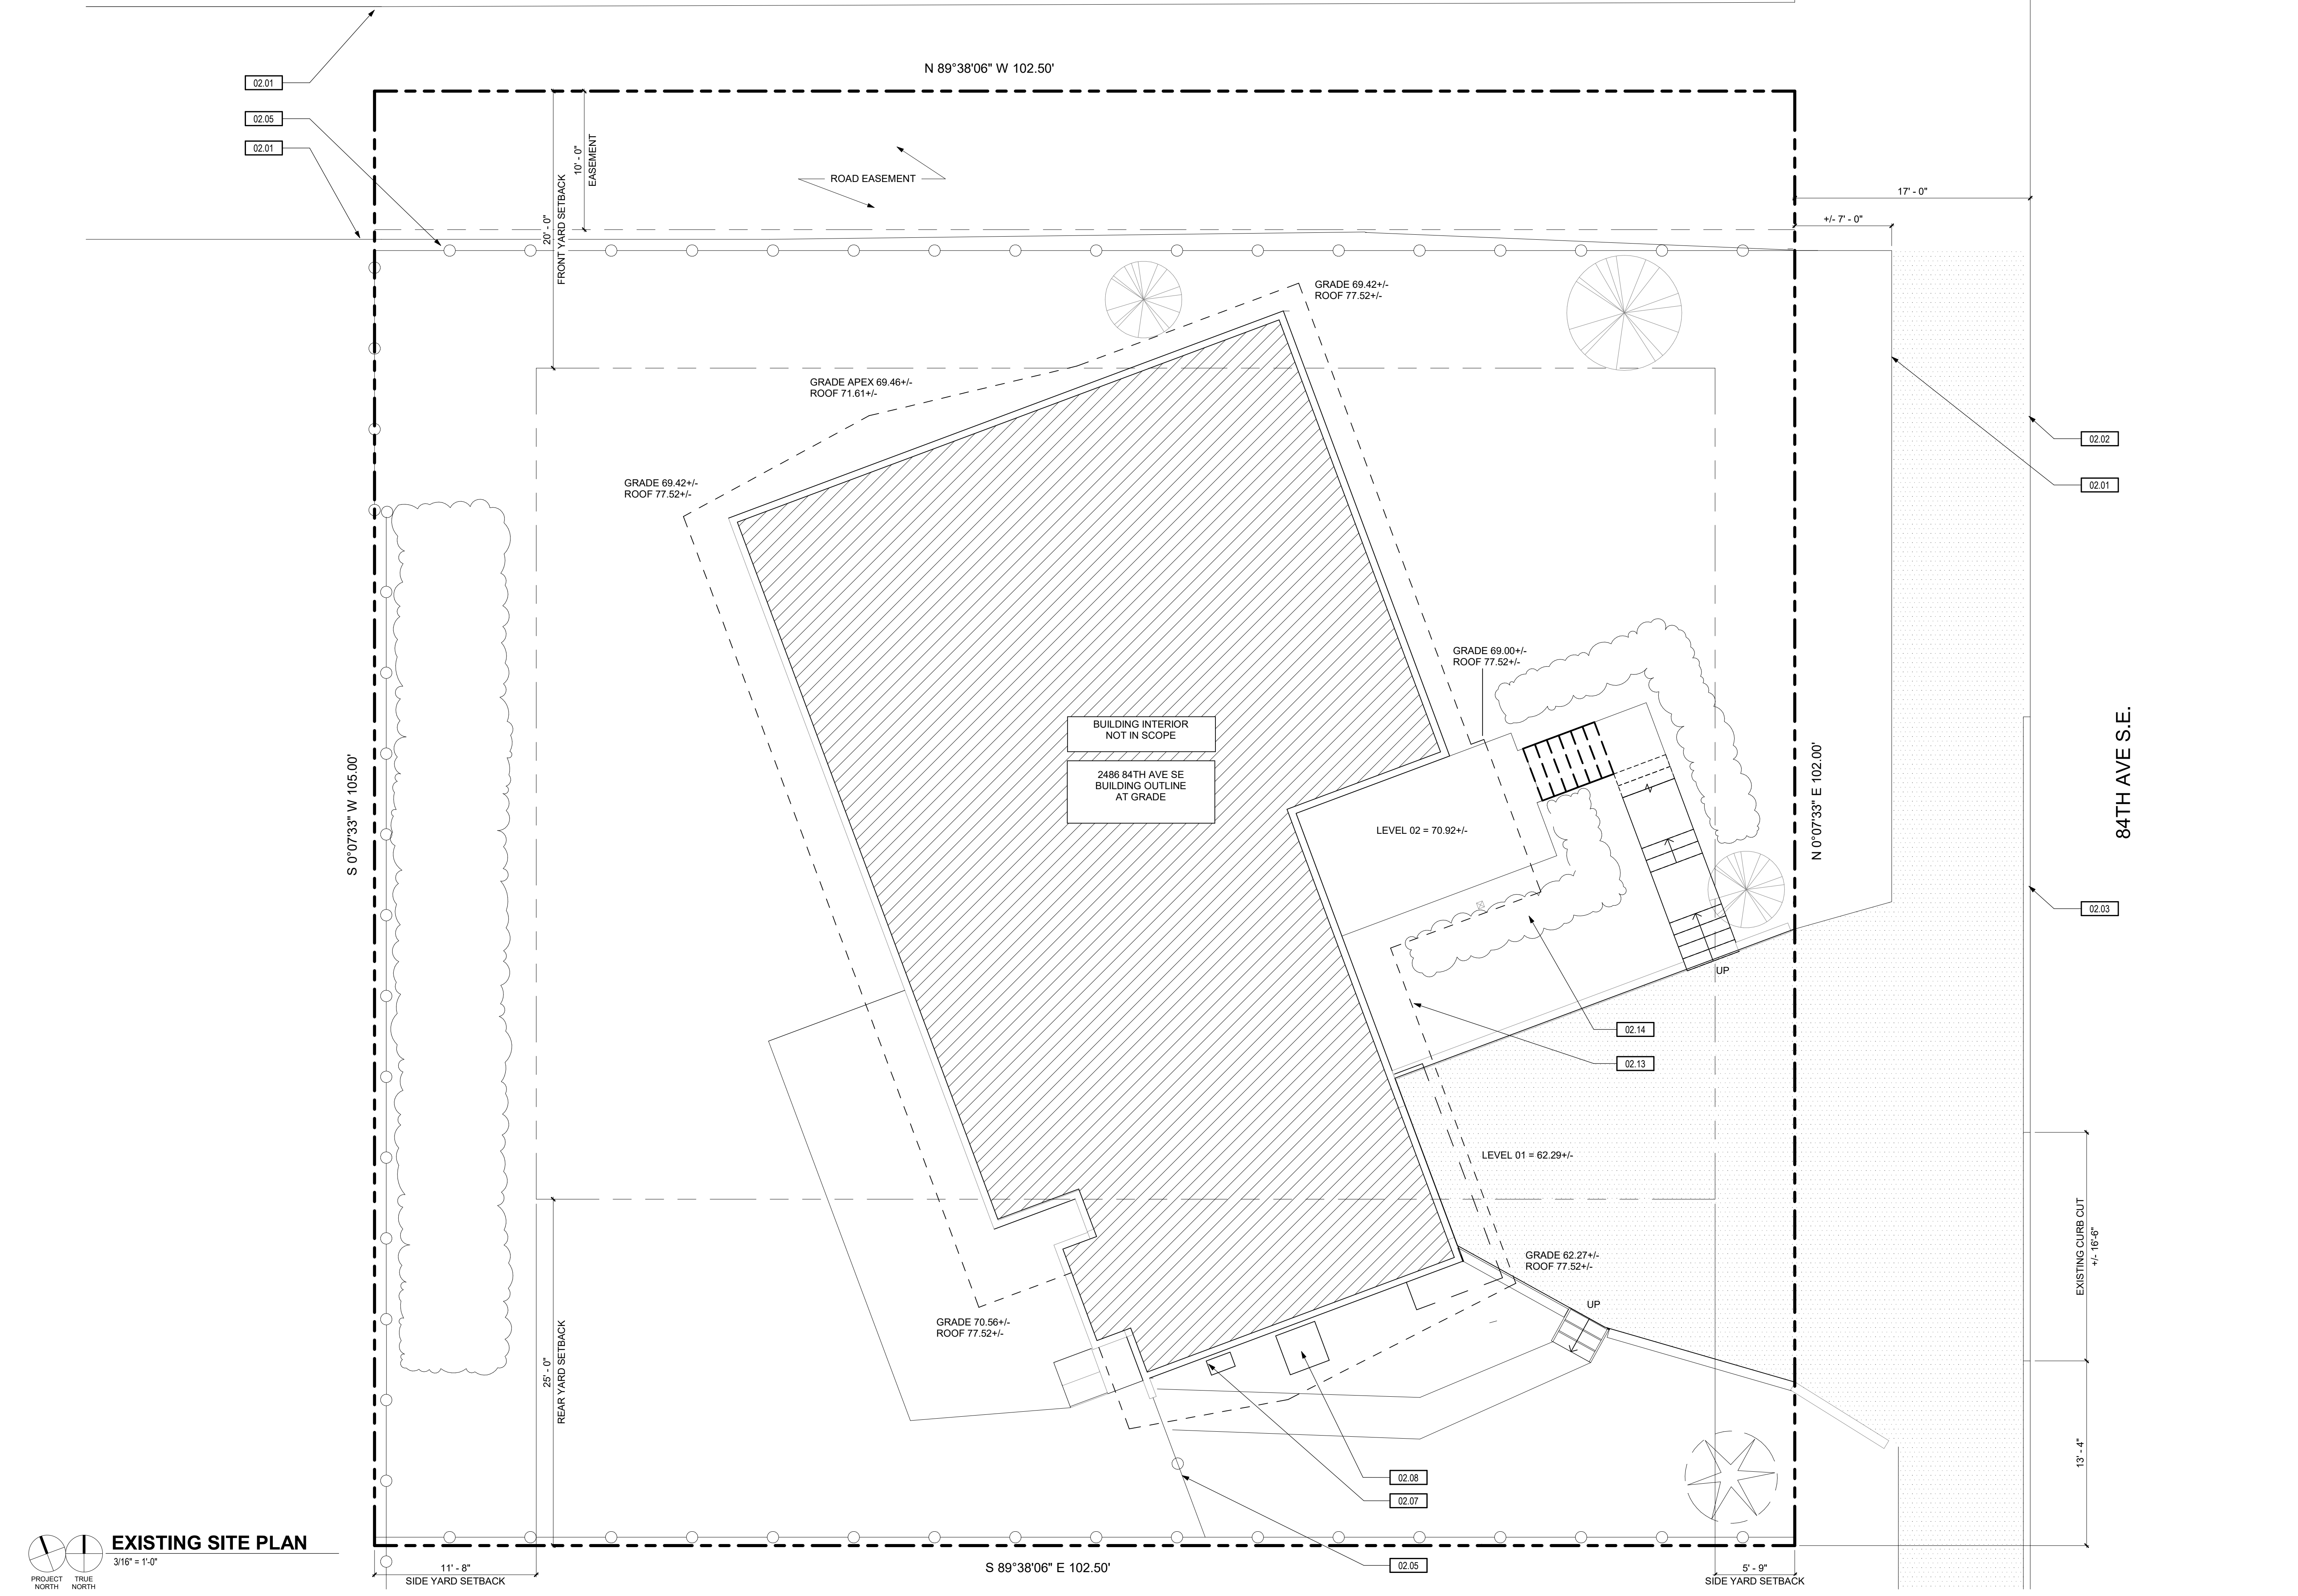 N 89°38'06" W 102.50'
02.01
02.05
02.01
10' - 0"
EASEMENT
20' - 0"
FRONT YARD SETBACK
ROAD EASEMENT
17' - 0"
+/- 7' - 0"
GRADE 69.42+/-
ROOF 77.52+/-
GRADE APEX 69.46+/-
ROOF 71.61+/-
GRADE 69.42+/-
ROOF 77.52+/-
02.02
02.01
GRADE 69.00+/-
ROOF 77.52+/-
BUILDING INTERIOR
NOT IN SCOPE
2486 84TH AVE SE
BUILDING OUTLINE
AT GRADE
LEVEL 02 = 70.92+/-
S 0°07'33" W 105.00'
N 0°07'33" E 102.00'
84TH AVE S.E.
02.03
UP
02.14
02.13
LEVEL 01 = 62.29+/-
GRADE 62.27+/-
ROOF 77.52+/-
UP
EXISTING CURB CUT
+/- 16'-6"
GRADE 70.56+/-
ROOF 77.52+/-
25' - 0"
REAR YARD SETBACK
13' - 4"
02.08
02.07
02.05
EXISTING SITE PLAN
3/16" = 1'-0"
PROJECT
NORTH
TRUE
NORTH
11' - 8"
SIDE YARD SETBACK
S 89°38'06" E 102.50'
5' - 9"
SIDE YARD SETBACK